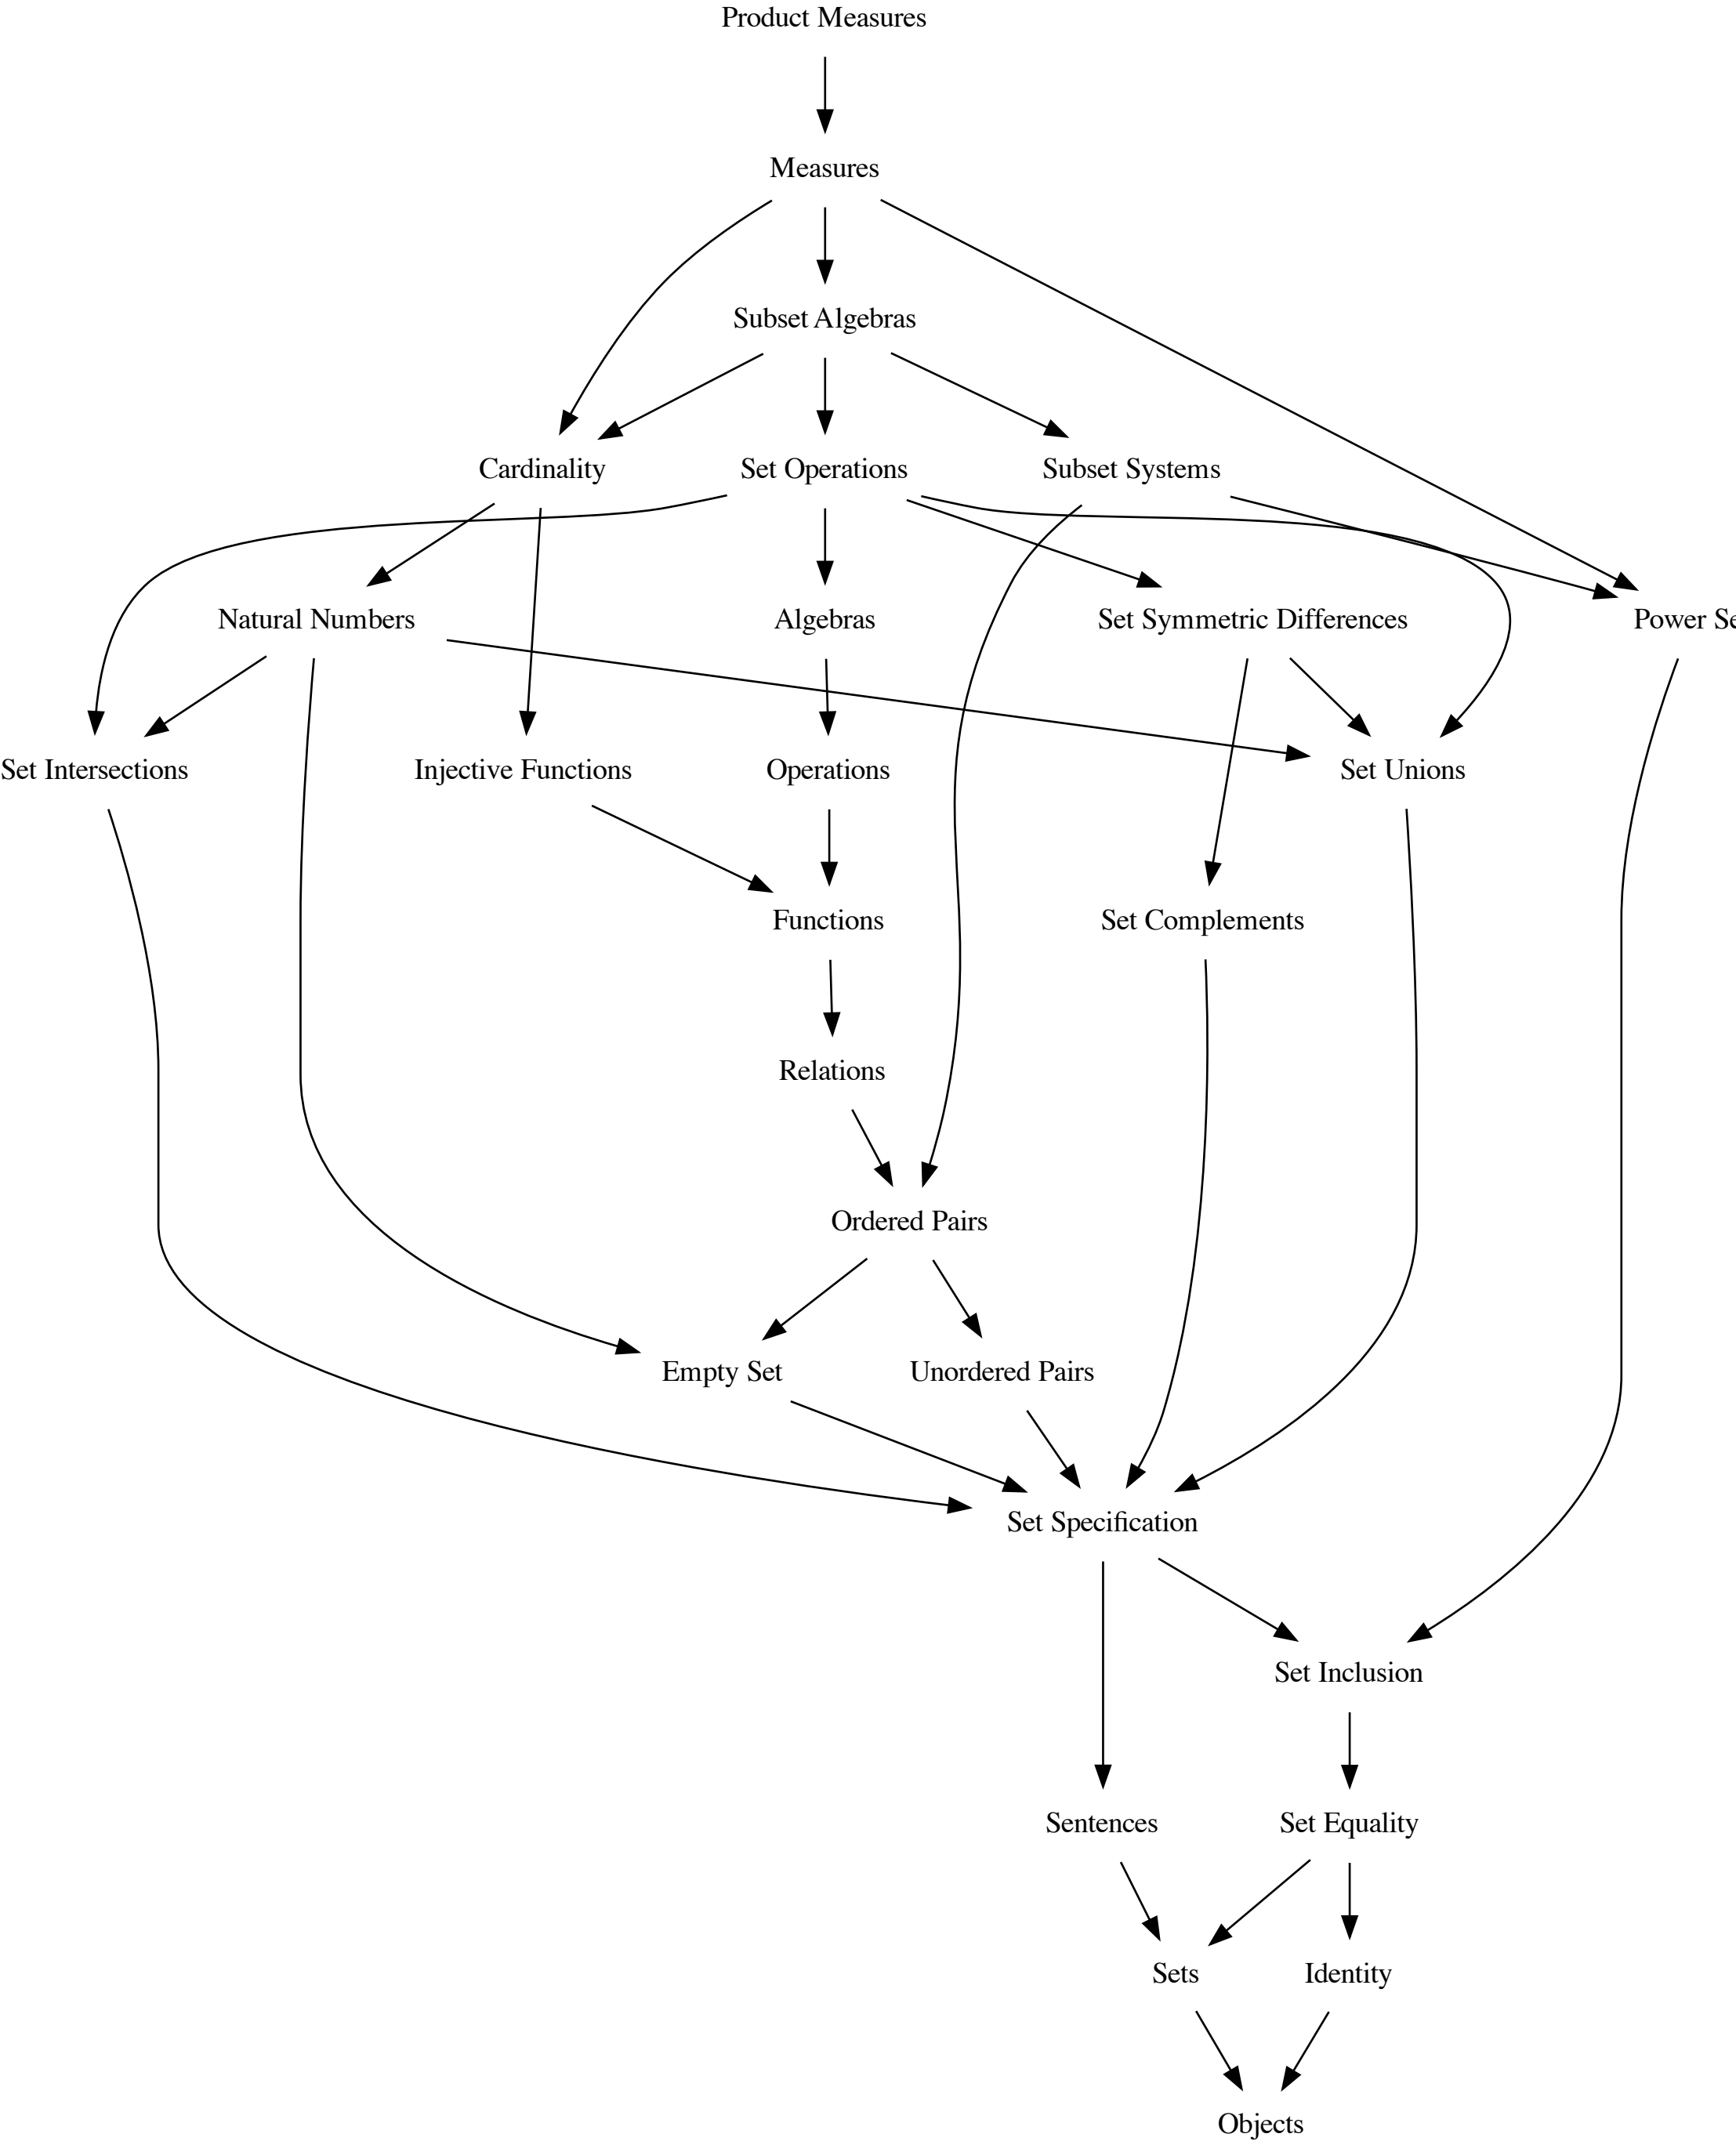 Product Measures
Measures
Subset Algebras
Cardinality
Set Operations
Subset Systems
Natural Numbers
Algebras
Set Symmetric Differences
Power Se
Set Intersections
Injective Functions
Operations
Set Unions
Functions
Set Complements
Relations
Ordered Pairs
Empty Set
Unordered Pairs
Set Specification
Set Inclusion
Sentences
Set Equality
Sets
Identity
Objects